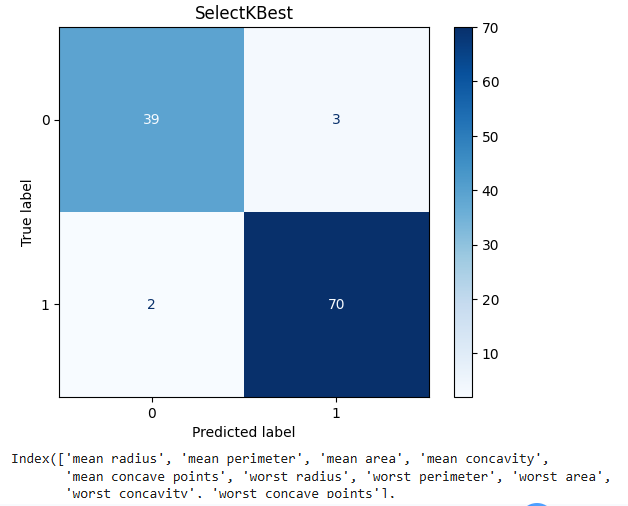 SelectKBest
70
60
50
40
30
20
10
0
1
39
3
2
70
True label
0
1
Predicted label
Index(['mean radius', 'mean perimeter', 'mean area', 'mean concavity',
'mean concave points', 'worst radius', 'worst perimeter', 'worst area',
'worst concavity', 'worst concave points'],